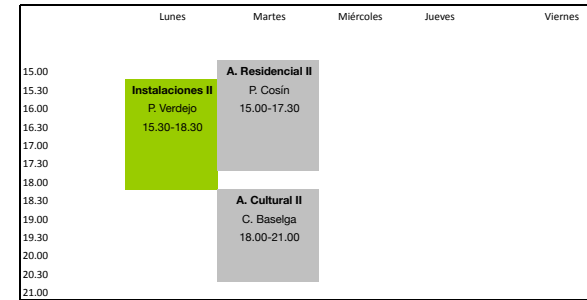 Lunes Martes Miércoles Jueves Viernes
15.00 A. Residencial II
15.30 Instalaciones II P. Cosín
16.00 P. Verdejo 15.00-17.30
16.30 15.30-18.30
17.00
17.30
18.00
18.30 A. Cultural II
19.00 C. Baselga
19.30 18.00-21.00
20.00
20.30
21.00